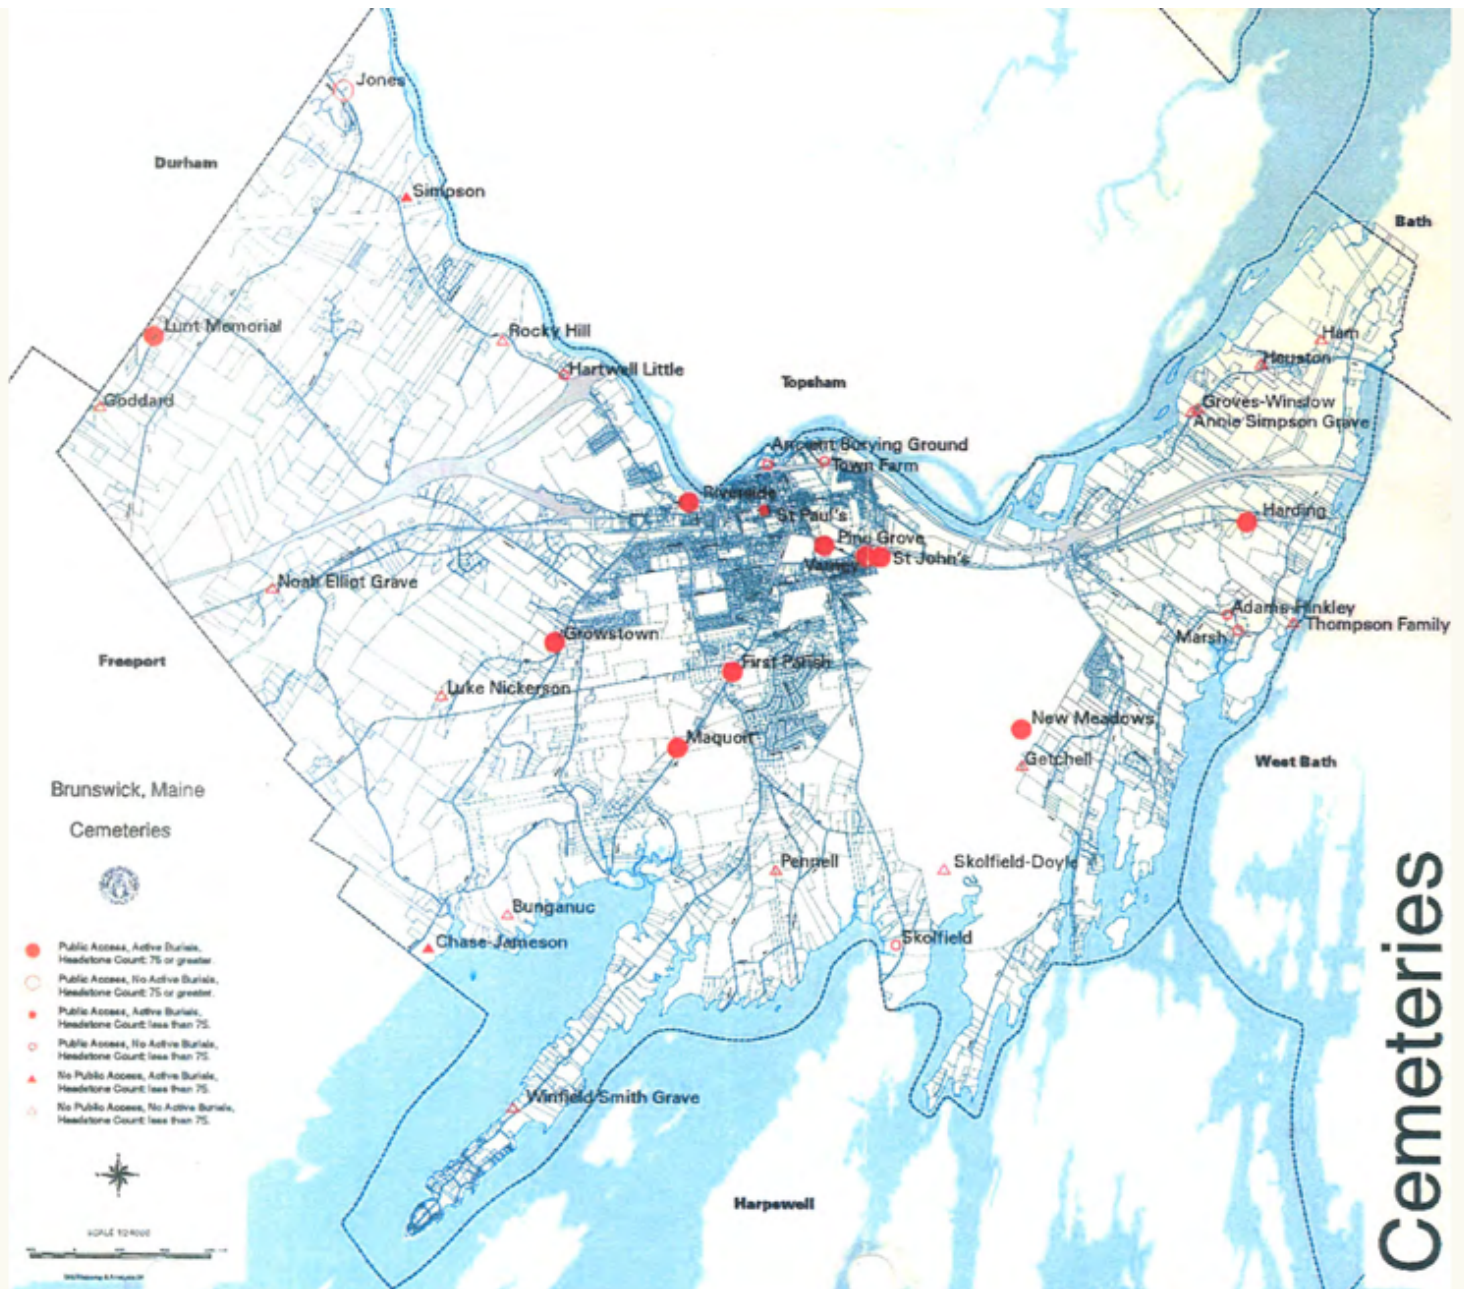 Jones
Durham
Simpson
Bath
Lunt Memorial
Rocky Hill
Ham
Houston
Hartwell Little
Topsham
Goddard
Groves-Winslow
Annie Simpson Grave
Ancient Burying Ground
Town Farm
Riverside
St Paul's
Harding
Pine Grove
Varney
St John's
Noah Elliot Grave
Adams-Hinkley
Growstown
Marsh
Thompson Family
Freeport
First Parish
Luke Nickerson
New Meadows
Maquoit
Getchell
West Bath
Brunswick, Maine
Cemeteries
Pennell
Skolfield-Doyle
Bunganuc
Chase-Jameson
Skolfield
Public Access, Active Burials,
Headstone Count: 75 or greater.
Public Access, No Active Burials,
Headstone Count: 75 or greater.
Public Access, Active Burials,
Headstone Count: less than 75.
Public Access, No Active Burials,
Headstone Count: less than 75.
No Public Access, Active Burials,
Headstone Count: less than 75.
No Public Access, No Active Burials,
Headstone Count: less than 75.
Winfield Smith Grave
Harpswell
SCALE 1:24000
Cemeteries